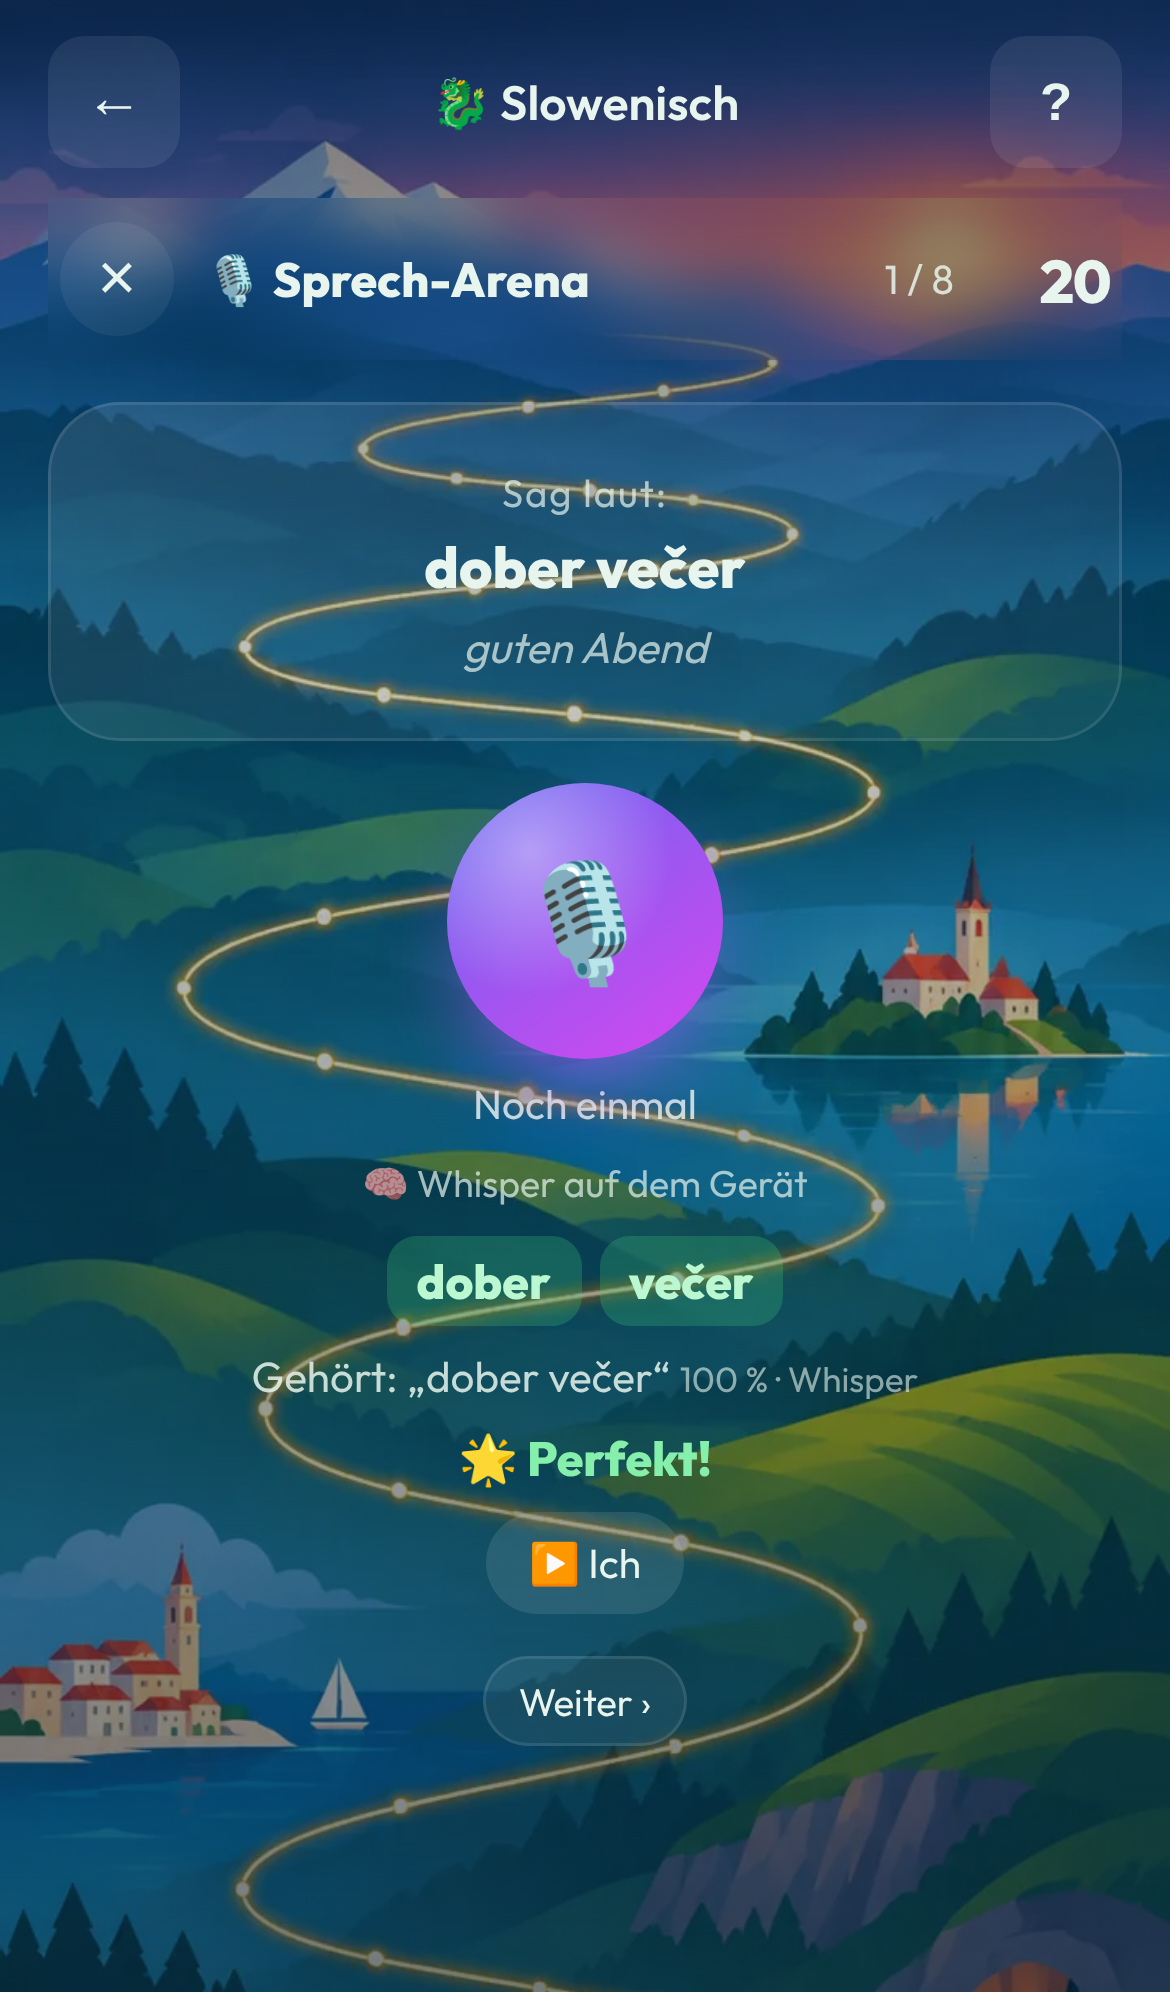 ← 🐉 Slowenisch ?
✕ 🎙️ Sprech-Arena 1 / 8 20
Sag laut:
dober večer
guten Abend
Noch einmal
🧠 Whisper auf dem Gerät
dober večer
Gehört: „dober večer“ 100 % · Whisper
🌟 Perfekt!
▶️ Ich
Weiter ›